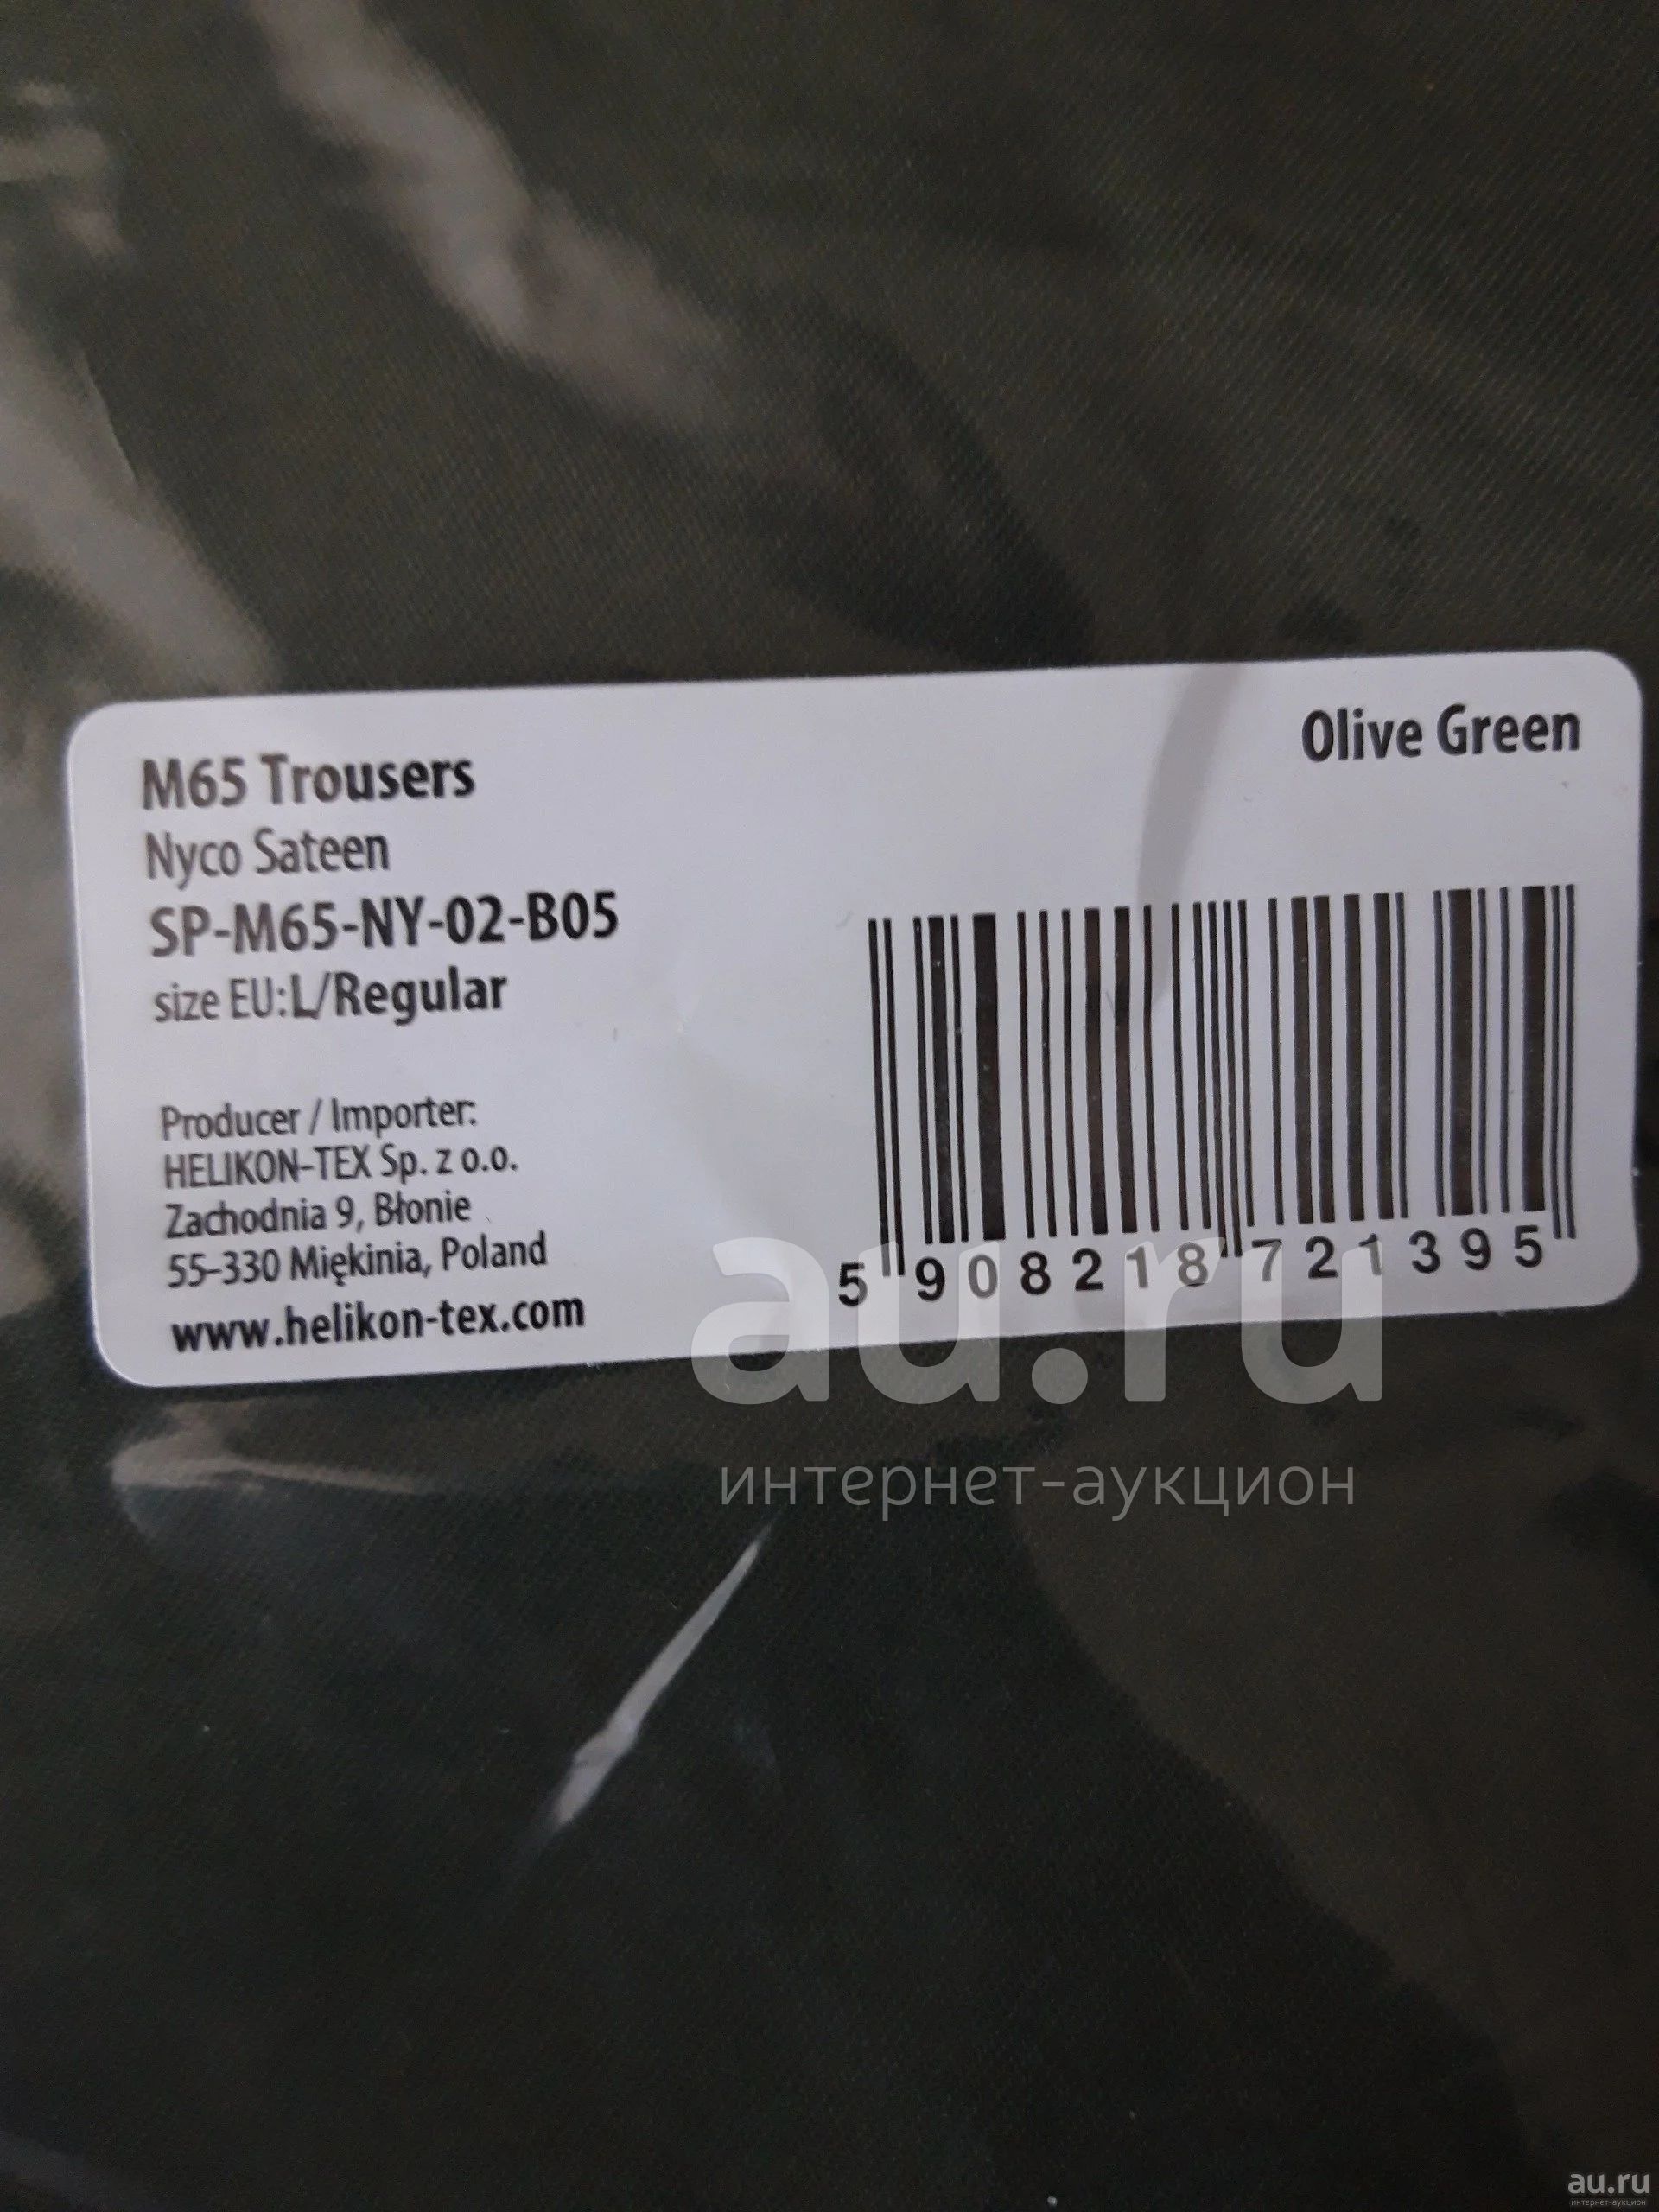 Olive Green
M65 Trousers
Nyco Sateen
SP-M65-NY-02-B05
size EU:L/Regular
Producer / Importer:
HELIKON-TEX Sp. z o.o.
Zachodnia 9, Błonie
55-330 Miękinia, Poland
www.helikon-tex.com
5 908218 721395
au.ru
интернет-аукцион
au.ru
интернет-аукцион